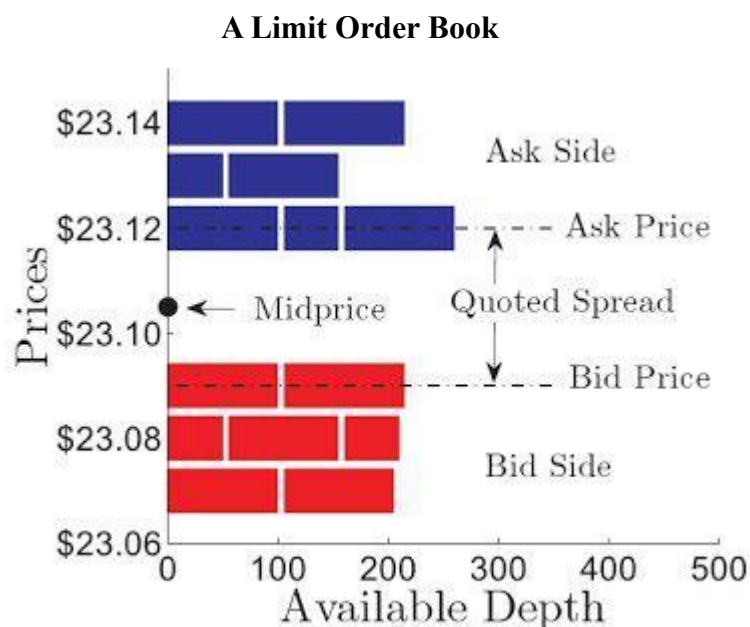 A Limit Order Book
$23.14
Ask Side
$23.12
Ask Price
Quoted Spread
Midprice
$23.10
Bid Price
$23.08
Bid Side
$23.06
Prices
0 100 200 300 400 500
Available Depth